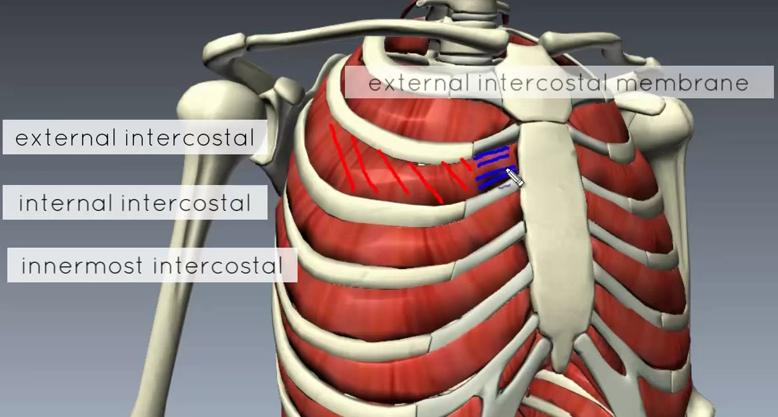 external intercostal membrane
external intercostal
internal intercostal
innermost intercostal